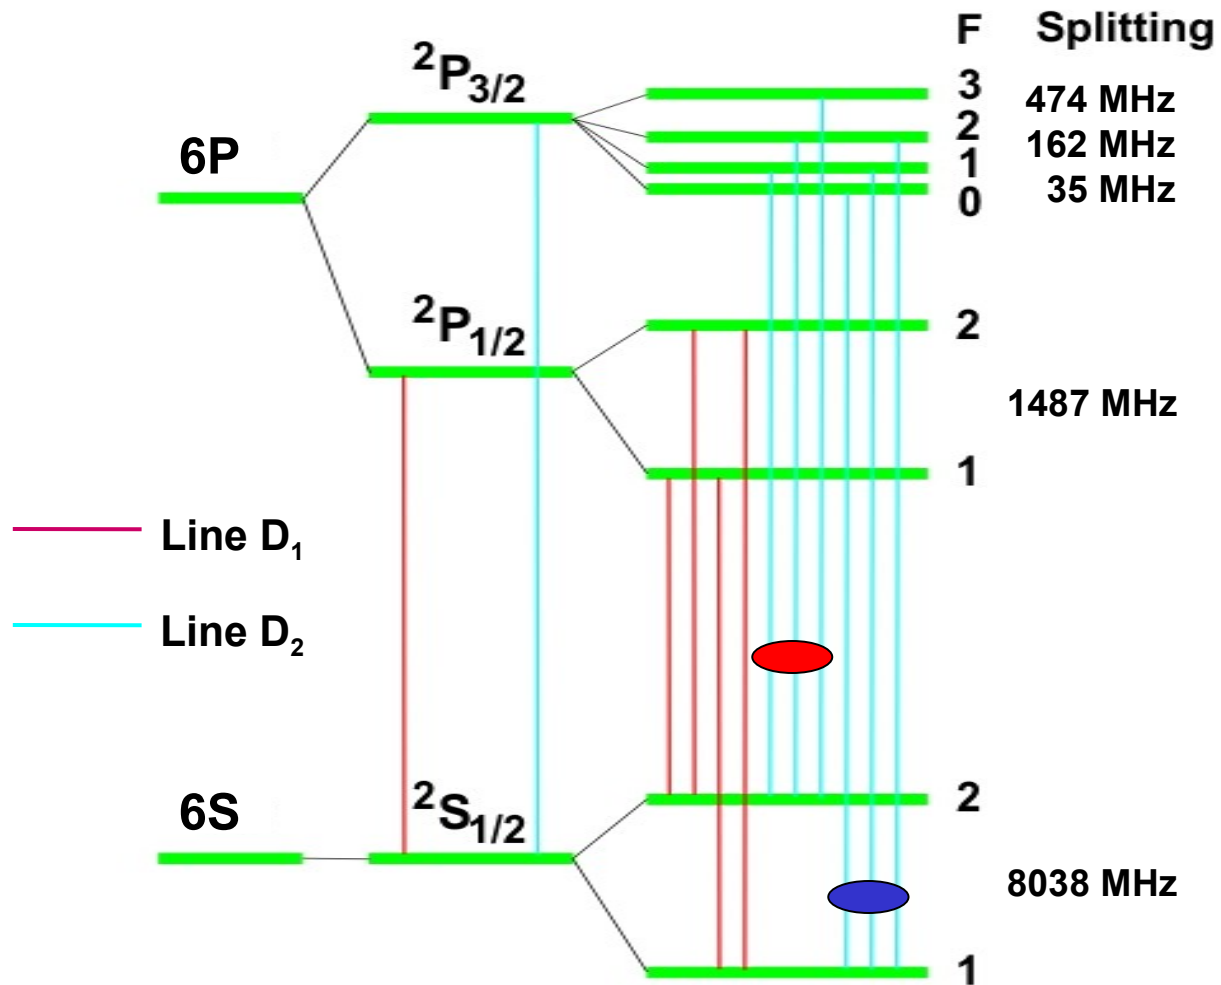 F Splitting
²P₃/₂
3
474 MHz
2
162 MHz
6P
1
35 MHz
0
²P₁/₂
2
1487 MHz
1
Line D₁
Line D₂
6S
²S₁/₂
2
8038 MHz
1